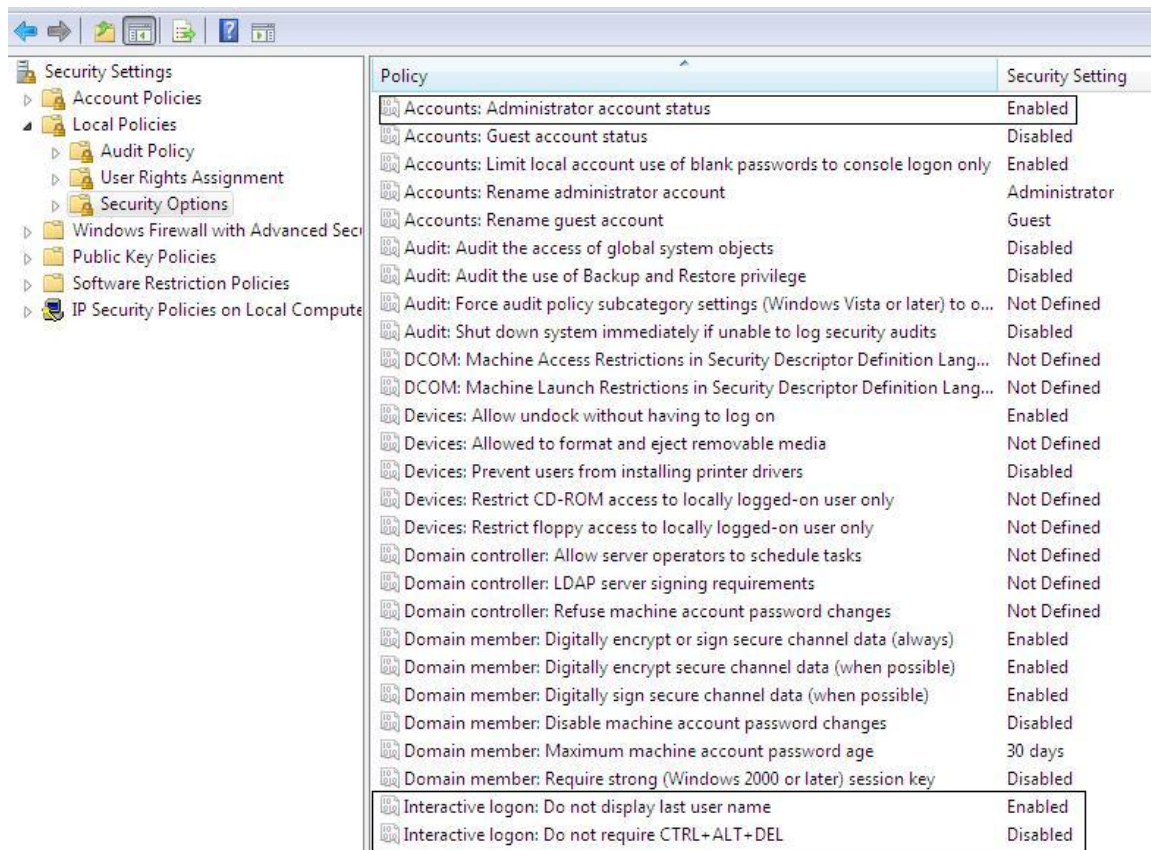 Security Settings
Account Policies
Local Policies
Audit Policy
User Rights Assignment
Security Options
Windows Firewall with Advanced Secu
Public Key Policies
Software Restriction Policies
IP Security Policies on Local Compute
Policy Security Setting
Accounts: Administrator account status Enabled
Accounts: Guest account status Disabled
Accounts: Limit local account use of blank passwords to console logon only Enabled
Accounts: Rename administrator account Administrator
Accounts: Rename guest account Guest
Audit: Audit the access of global system objects Disabled
Audit: Audit the use of Backup and Restore privilege Disabled
Audit: Force audit policy subcategory settings (Windows Vista or later) to o... Not Defined
Audit: Shut down system immediately if unable to log security audits Disabled
DCOM: Machine Access Restrictions in Security Descriptor Definition Lang... Not Defined
DCOM: Machine Launch Restrictions in Security Descriptor Definition Lang... Not Defined
Devices: Allow undock without having to log on Enabled
Devices: Allowed to format and eject removable media Not Defined
Devices: Prevent users from installing printer drivers Disabled
Devices: Restrict CD-ROM access to locally logged-on user only Not Defined
Devices: Restrict floppy access to locally logged-on user only Not Defined
Domain controller: Allow server operators to schedule tasks Not Defined
Domain controller: LDAP server signing requirements Not Defined
Domain controller: Refuse machine account password changes Not Defined
Domain member: Digitally encrypt or sign secure channel data (always) Enabled
Domain member: Digitally encrypt secure channel data (when possible) Enabled
Domain member: Digitally sign secure channel data (when possible) Enabled
Domain member: Disable machine account password changes Disabled
Domain member: Maximum machine account password age 30 days
Domain member: Require strong (Windows 2000 or later) session key Disabled
Interactive logon: Do not display last user name Enabled
Interactive logon: Do not require CTRL+ALT+DEL Disabled